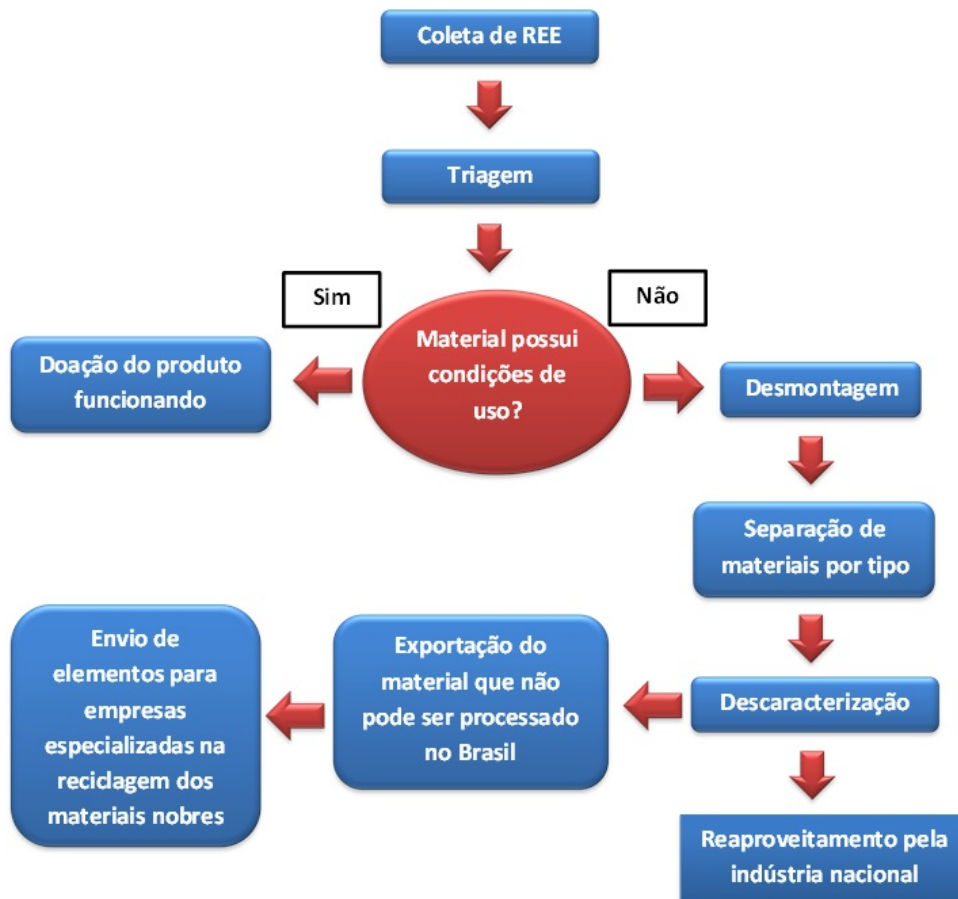 Coleta de REE
Triagem
Sim
Não
Material possui
condições de
uso?
Doação do produto
funcionando
Desmontagem
Separação de
materiais por tipo
Descaracterização
Exportação do
material que não
pode ser processado
no Brasil
Envio de
elementos para
empresas
especializadas na
reciclagem dos
materiais nobres
Reaproveitamento pela
indústria nacional